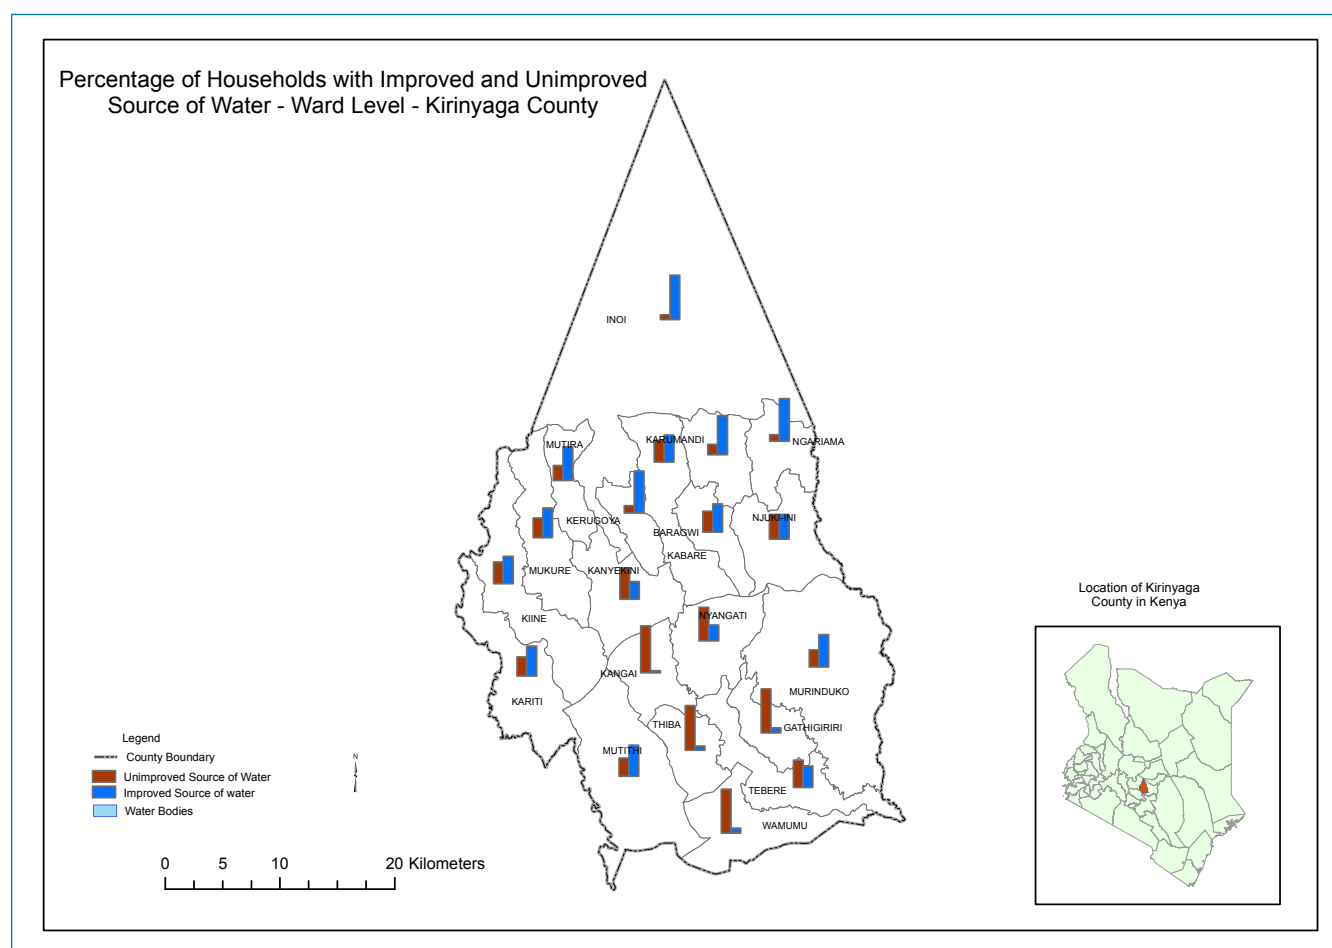 Percentage of Households with Improved and Unimproved
Source of Water - Ward Level - Kirinyaga County
INOI
MUTIRA
KARUMANDI
NGARIAMA
KERUGOYA
BARAGWI
NJUKI-INI
KABARE
MUKURE
KANYEKINI
KIINE
NYANGATI
KANGAI
KARITI
MURINDUKO
THIBA
GATHIGIRIRI
MUTITHI
TEBERE
WAMUMU
Legend
County Boundary
Unimproved Source of Water
Improved Source of water
Water Bodies
N
0 5 10 20 Kilometers
Location of Kirinyaga
County in Kenya